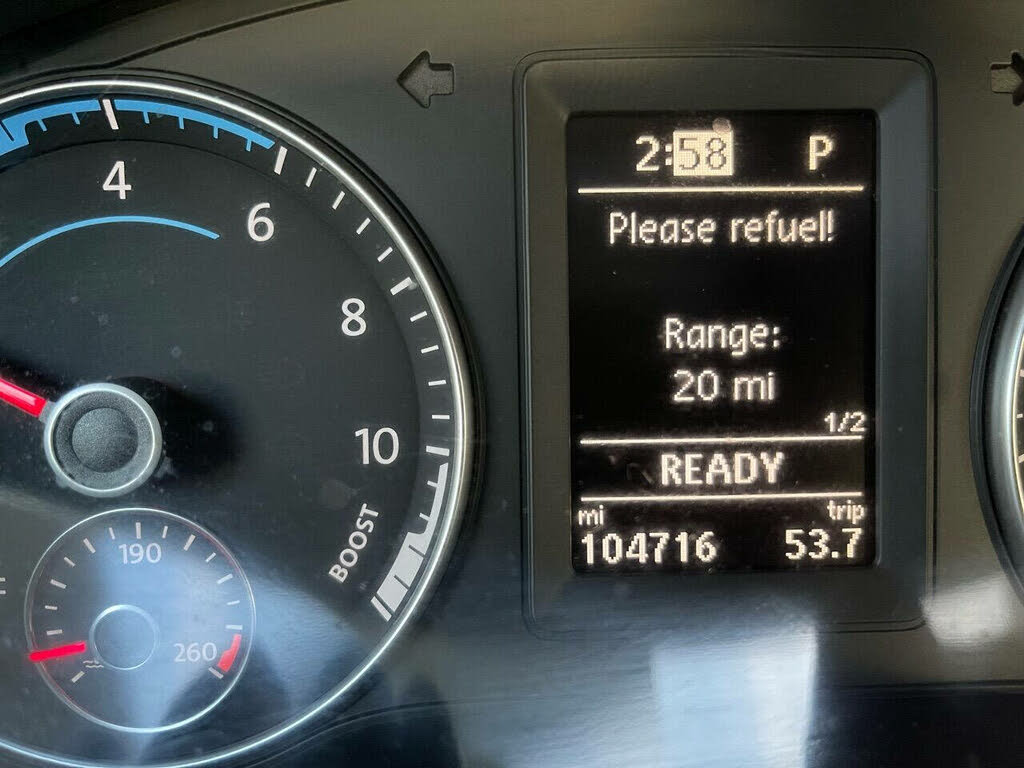 4
6
8
10
BOOST
190
260
2:58 P
Please refuel!
Range:
20 mi
1/2
READY
mi trip
104716 53.7